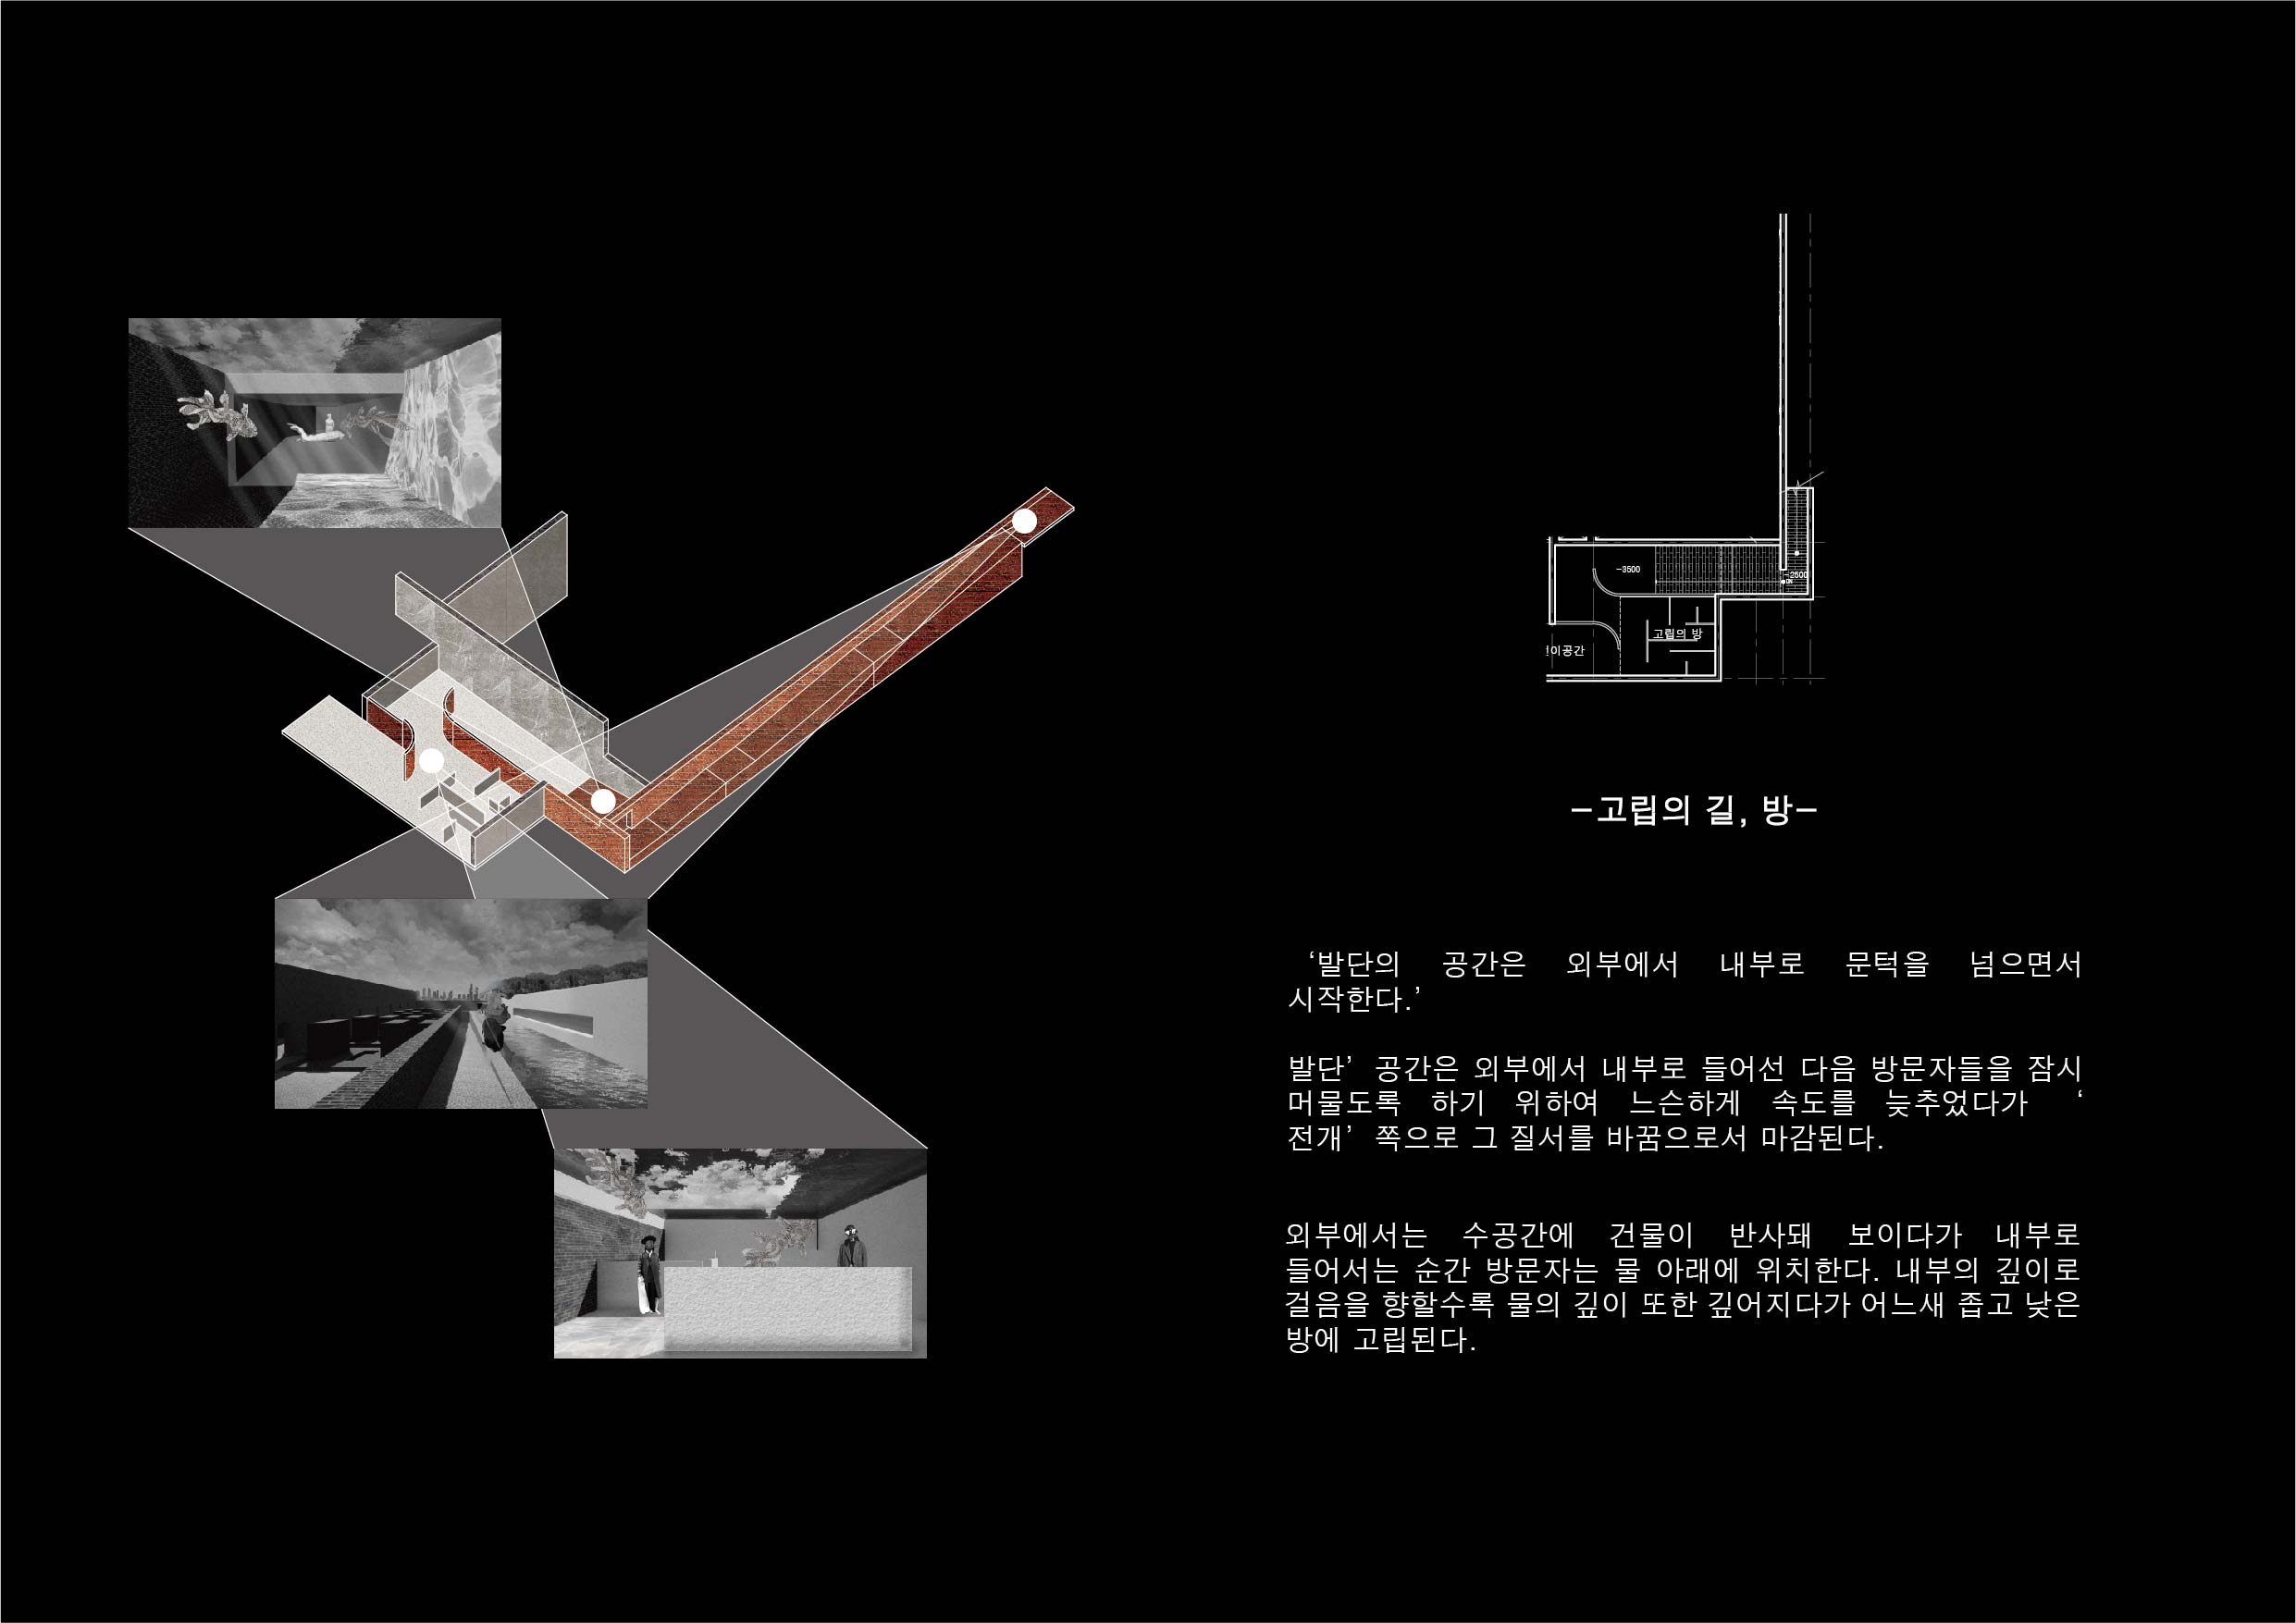 -3500
-2500
DN
고립의 방
이공간
-고립의 길, 방-
‘발단의 공간은 외부에서 내부로 문턱을 넘으면서
시작한다.’
발단’ 공간은 외부에서 내부로 들어선 다음 방문자들을 잠시
머물도록 하기 위하여 느슨하게 속도를 늦추었다가 ‘
전개’ 쪽으로 그 질서를 바꿈으로서 마감된다.
외부에서는 수공간에 건물이 반사돼 보이다가 내부로
들어서는 순간 방문자는 물 아래에 위치한다. 내부의 깊이로
걸음을 향할수록 물의 깊이 또한 깊어지다가 어느새 좁고 낮은
방에 고립된다.